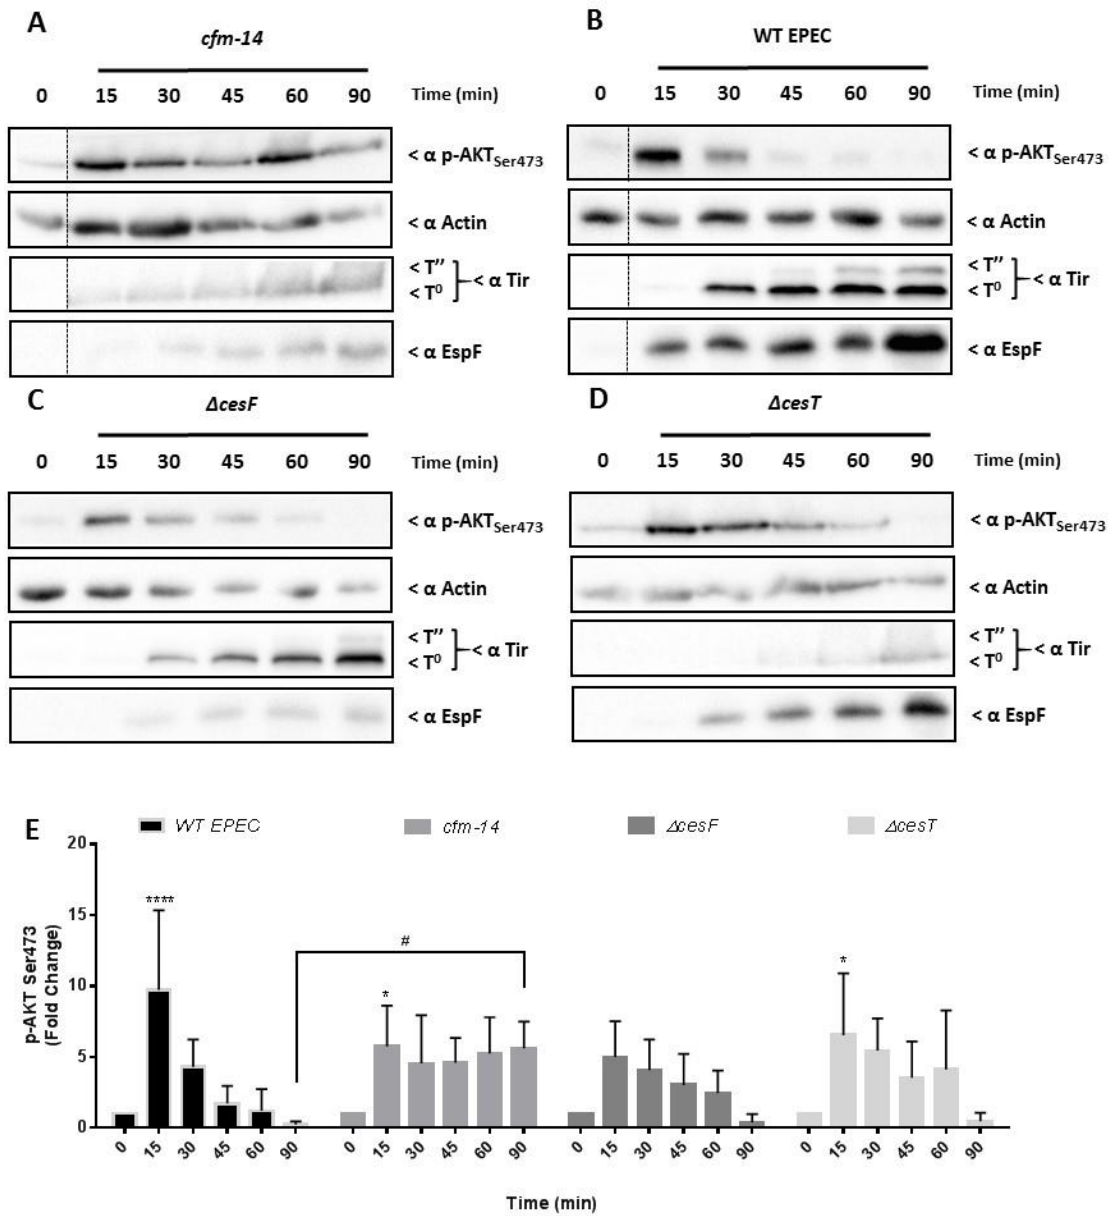 A
cfm-14
0 15 30 45 60 90 Time (min)
< α p-AKTSer473
< α Actin
< T’’
< α Tir
< T0
< α EspF
B
WT EPEC
0 15 30 45 60 90 Time (min)
< α p-AKTSer473
< α Actin
< T’’
< α Tir
< T0
< α EspF
C
ΔcesF
0 15 30 45 60 90 Time (min)
< α p-AKTSer473
< α Actin
< T’’
< α Tir
< T0
< α EspF
D
ΔcesT
0 15 30 45 60 90 Time (min)
< α p-AKTSer473
< α Actin
< T’’
< α Tir
< T0
< α EspF
E
WT EPEC cfm-14 ΔcesF ΔcesT
p-AKT Ser473
(Fold Change)
20
15
10
5
0
****
#
*
*
0 15 30 45 60 90 0 15 30 45 60 90 0 15 30 45 60 90 0 15 30 45 60 90
Time (min)